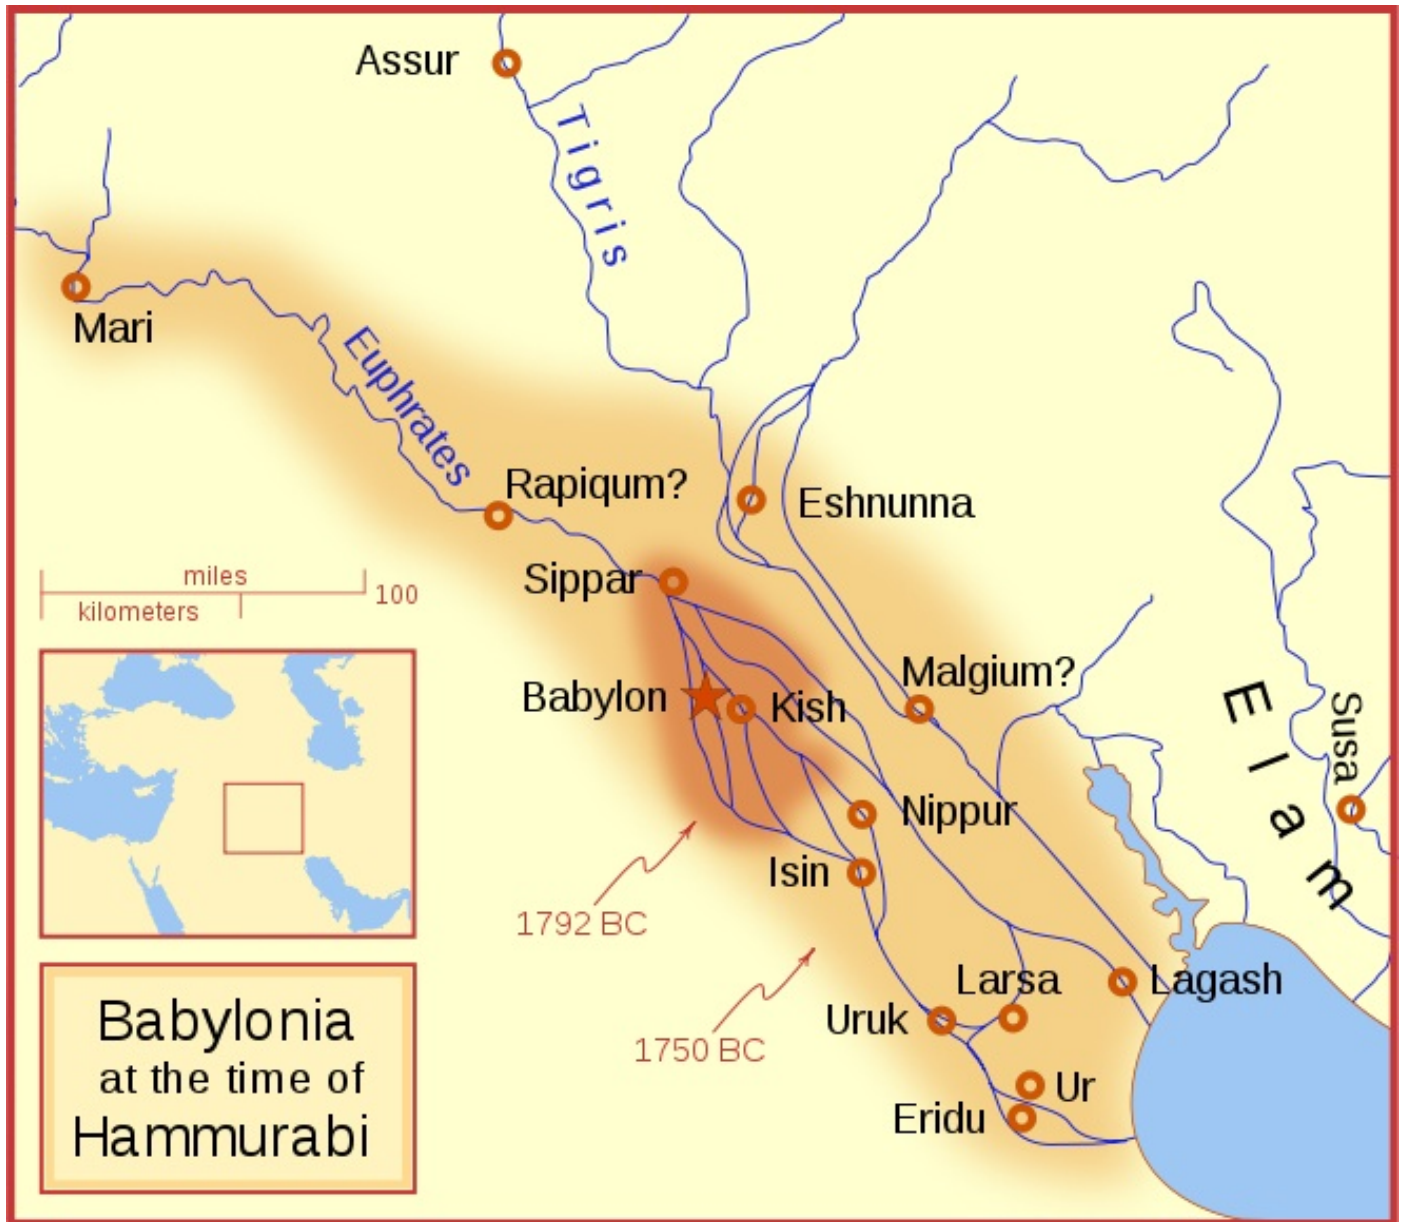 Assur
Tigris
Mari
Euphrates
Rapiqum?
Eshnunna
Sippar
miles
kilometers
100
Babylon
Kish
Malgium?
Elam
Susa
Nippur
Isin
1792 BC
Larsa
Lagash
Uruk
1750 BC
Ur
Eridu
Babylonia
at the time of
Hammurabi